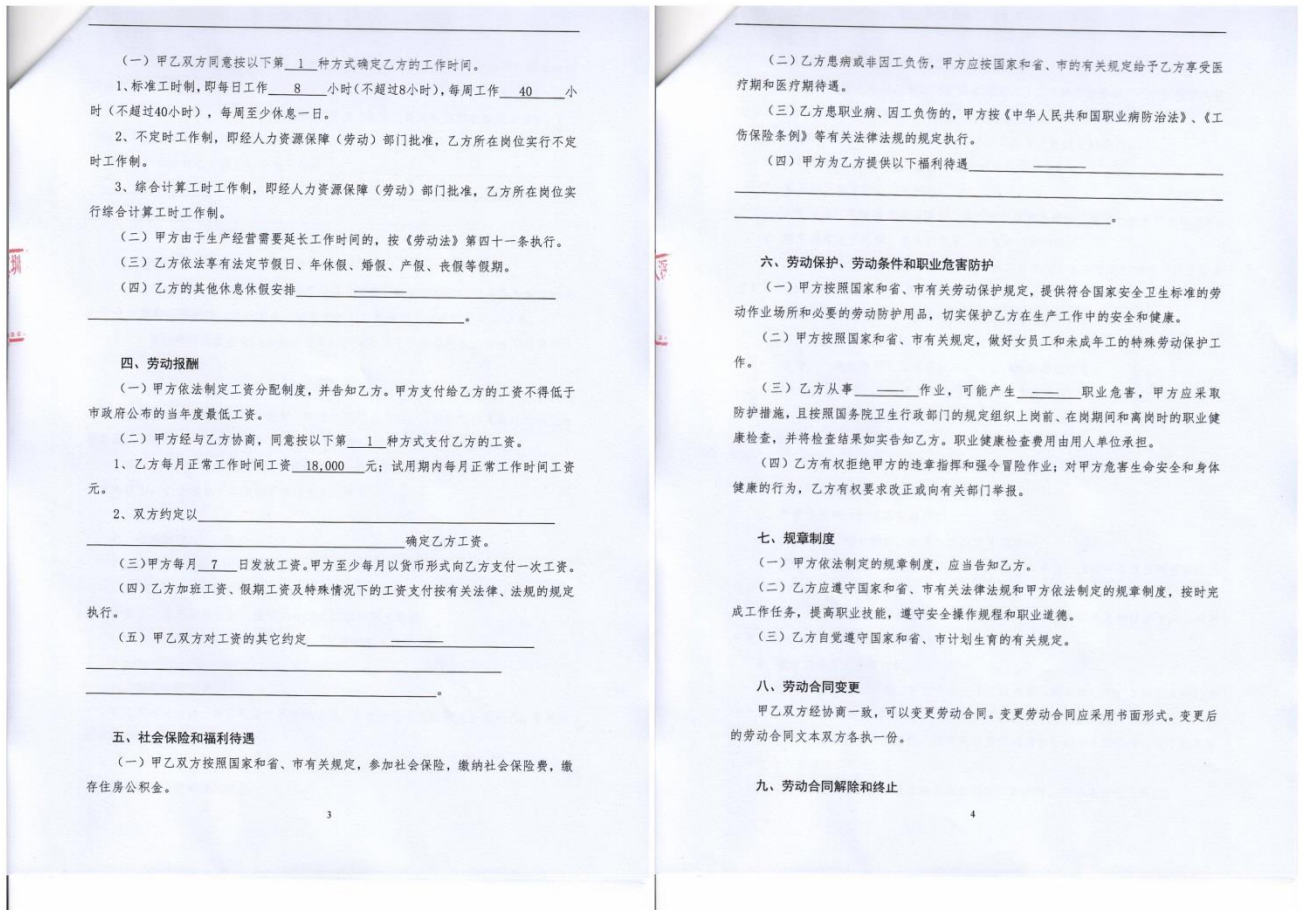 (一)甲乙双方同意按以下第 1 种方式确定乙方的工作时间。
1、标准工时制,即每日工作 8 小时(不超过8小时),每周工作 40 小
时(不超过40小时),每周至少休息一日。
2、不定时工作制,即经人力资源保障(劳动)部门批准,乙方所在岗位实行不定
时工作制。
3、综合计算工时工作制,即经人力资源保障(劳动)部门批准,乙方所在岗位实
行综合计算工时工作制。
(二)甲方由于生产经营需要延长工作时间的,按《劳动法》第四十一条执行。
(三)乙方依法享有法定节假日、年休假、婚假、产假、丧假等假期。
(四)乙方的其他休息休假安排 ———
。
四、劳动报酬
(一)甲方依法制定工资分配制度,并告知乙方。甲方支付给乙方的工资不得低于
市政府公布的当年度最低工资。
(二)甲方经与乙方协商,同意按以下第 1 种方式支付乙方的工资。
1、乙方每月正常工作时间工资 18,000 元;试用期内每月正常工作时间工资
元。
2、双方约定以
确定乙方工资。
(三)甲方每月 7 日发放工资。甲方至少每月以货币形式向乙方支付一次工资。
(四)乙方加班工资、假期工资及特殊情况下的工资支付按有关法律、法规的规定
执行。
(五)甲乙双方对工资的其它约定 ———
。
五、社会保险和福利待遇
(一)甲乙双方按照国家和省、市有关规定,参加社会保险,缴纳社会保险费,缴
存住房公积金。
3
(二)乙方患病或非因工负伤,甲方应按国家和省、市的有关规定给予乙方享受医
疗期和医疗期待遇。
(三)乙方患职业病、因工负伤的,甲方按《中华人民共和国职业病防治法》、《工
伤保险条例》等有关法律法规的规定执行。
(四)甲方为乙方提供以下福利待遇 ———
。
六、劳动保护、劳动条件和职业危害防护
(一)甲方按照国家和省、市有关劳动保护规定,提供符合国家安全卫生标准的劳
动作业场所和必要的劳动防护用品,切实保护乙方在生产工作中的安全和健康。
(二)甲方按照国家和省、市有关规定,做好女员工和未成年工的特殊劳动保护工
作。
(三)乙方从事 —— 作业,可能产生 —— 职业危害,甲方应采取
防护措施,且按照国务院卫生行政部门的规定组织上岗前、在岗期间和离岗时的职业健
康检查,并将检查结果如实告知乙方。职业健康检查费用由用人单位承担。
(四)乙方有权拒绝甲方的违章指挥和强令冒险作业;对甲方危害生命安全和身体
健康的行为,乙方有权要求改正或向有关部门举报。
七、规章制度
(一)甲方依法制定的规章制度,应当告知乙方。
(二)乙方应遵守国家和省、市有关法律法规和甲方依法制定的规章制度,按时完
成工作任务,提高职业技能,遵守安全操作规程和职业道德。
(三)乙方自觉遵守国家和省、市计划生育的有关规定。
八、劳动合同变更
甲乙双方经协商一致,可以变更劳动合同。变更劳动合同应采用书面形式。变更后
的劳动合同文本双方各执一份。
九、劳动合同解除和终止
4